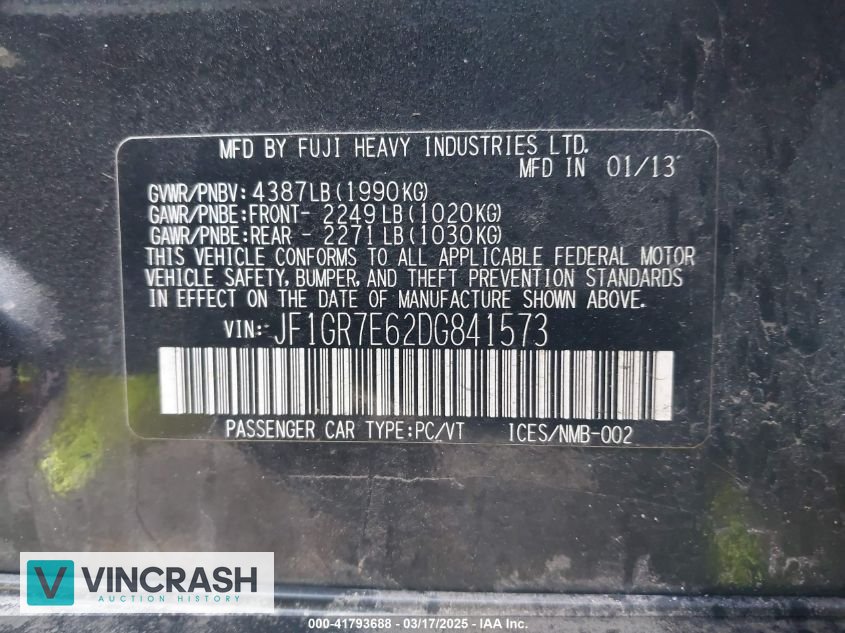 MFD BY FUJI HEAVY INDUSTRIES LTD.
MFD IN 01/13
GVWR/PNBV: 4387LB(1990KG)
GAWR/PNBE:FRONT- 2249LB(1020KG)
GAWR/PNBE:REAR - 2271LB(1030KG)
THIS VEHICLE CONFORMS TO ALL APPLICABLE FEDERAL MOTOR
VEHICLE SAFETY, BUMPER, AND THEFT PREVENTION STANDARDS
IN EFFECT ON THE DATE OF MANUFACTURE SHOWN ABOVE.
VIN: JF1GR7E62DG841573
PASSENGER CAR TYPE:PC/VT ICES/NMB-002
VINCRASH
AUCTION HISTORY
000-41793688 - 03/17/2025 - IAA Inc.